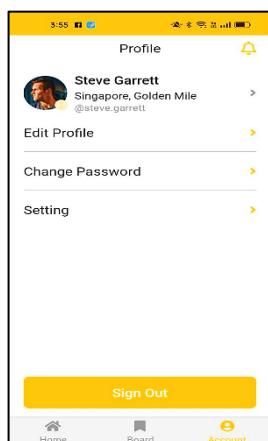 3:55
Profile
Steve Garrett
Singapore, Golden Mile
@steve.garrett
Edit Profile
Change Password
Setting
Sign Out
Home Board Account